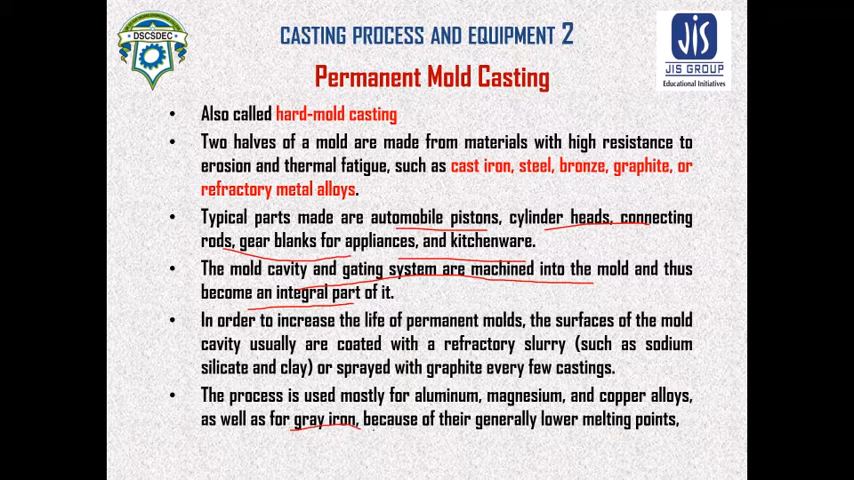 DSCSDEC
CASTING PROCESS AND EQUIPMENT 2
JIS
JIS GROUP
Educational Initiatives
Permanent Mold Casting
• Also called hard-mold casting
• Two halves of a mold are made from materials with high resistance to
erosion and thermal fatigue, such as cast iron, steel, bronze, graphite, or
refractory metal alloys.
• Typical parts made are automobile pistons, cylinder heads, connecting
rods, gear blanks for appliances, and kitchenware.
• The mold cavity and gating system are machined into the mold and thus
become an integral part of it.
• In order to increase the life of permanent molds, the surfaces of the mold
cavity usually are coated with a refractory slurry (such as sodium
silicate and clay) or sprayed with graphite every few castings.
• The process is used mostly for aluminum, magnesium, and copper alloys,
as well as for gray iron, because of their generally lower melting points,